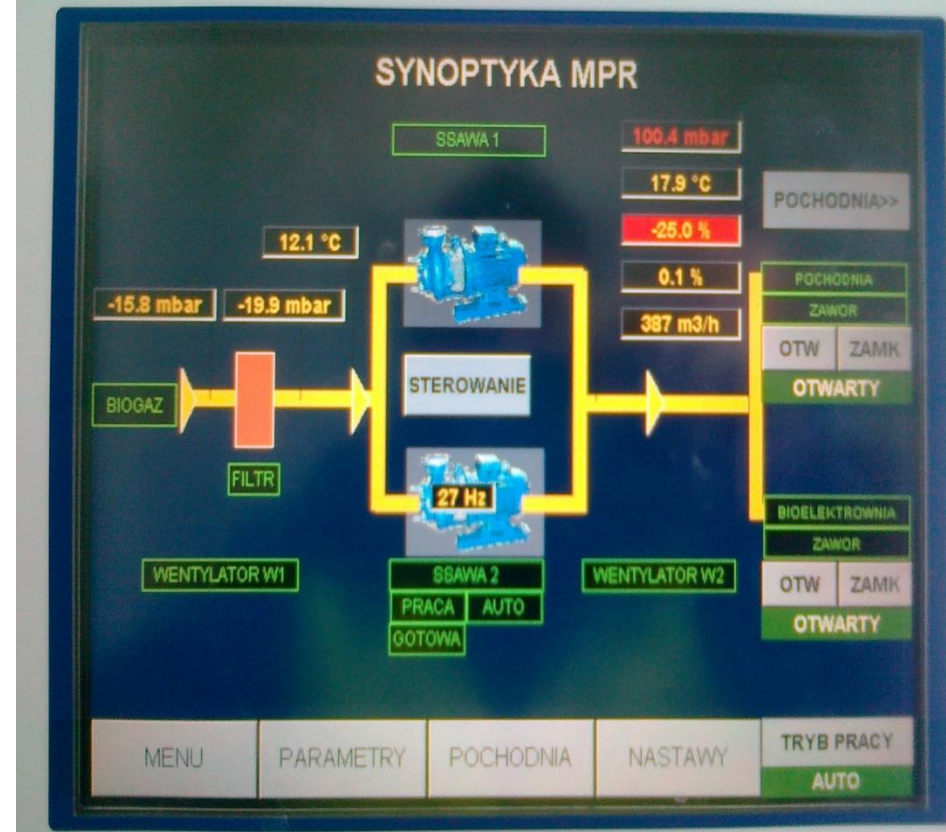 SYNOPTYKA MPR
SSAWA 1
100.4 mbar
17.9 °C
POCHODNIA>>
-25.0 %
12.1 °C
0.1 %
POCHODNIA
-15.8 mbar
-19.9 mbar
ZAWOR
387 m3/h
OTW ZAMK
STEROWANIE
OTWARTY
BIOGAZ
FILTR
27 Hz
BIOELEKTROWNIA
ZAWOR
WENTYLATOR W1
SSAWA 2
WENTYLATOR W2
OTW ZAMK
PRACA AUTO
OTWARTY
GOTOWA
MENU
PARAMETRY
POCHODNIA
NASTAWY
TRYB PRACY
AUTO